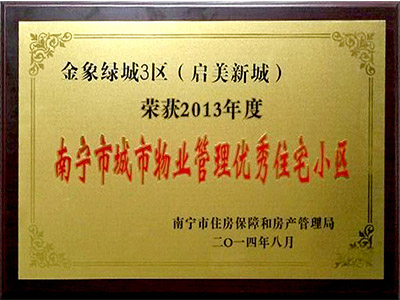 金象绿城3区（启美新城）
荣获2013年度
南宁市城市物业管理优秀住宅小区
南宁市住房保障和房产管理局
二〇一四年八月